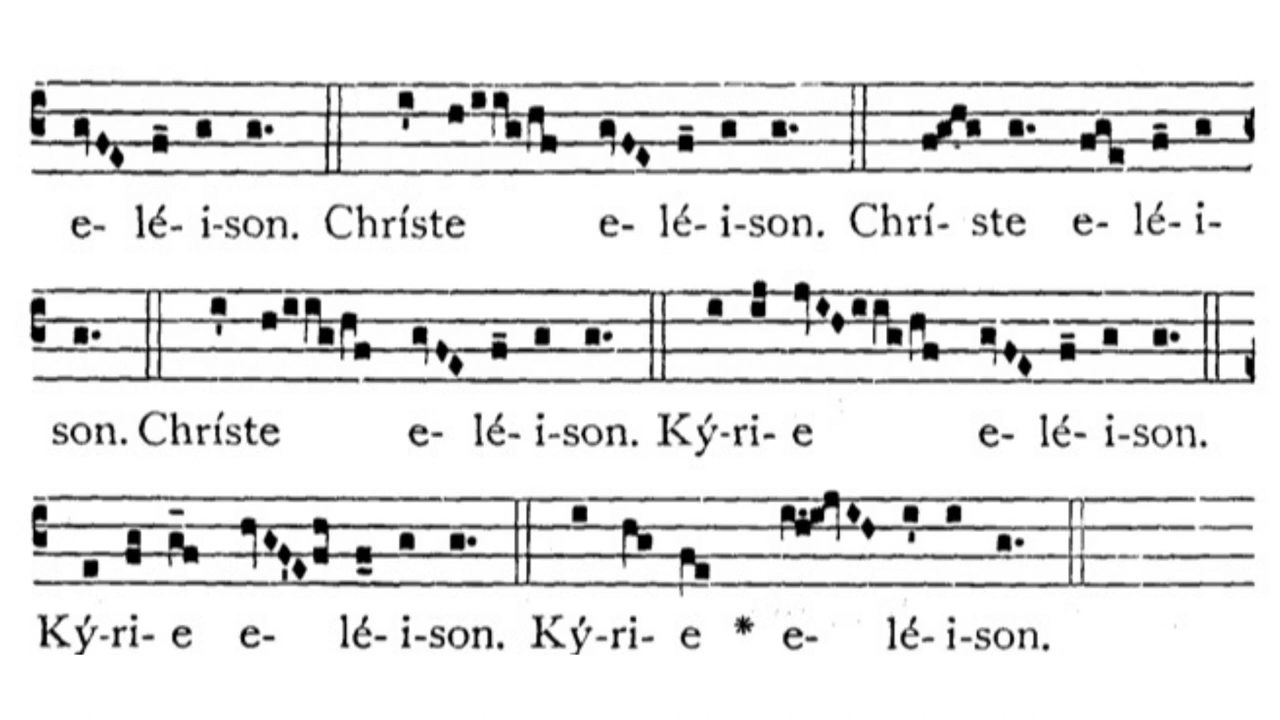 e- lé- i-son. Chríste e- lé- i-son. Chrí- ste e- lé- i-
son. Chríste e- lé- i-son. Ký-ri- e e- lé- i-son.
Ký-ri- e e- lé- i-son. Ký-ri- e * e- lé- i-son.